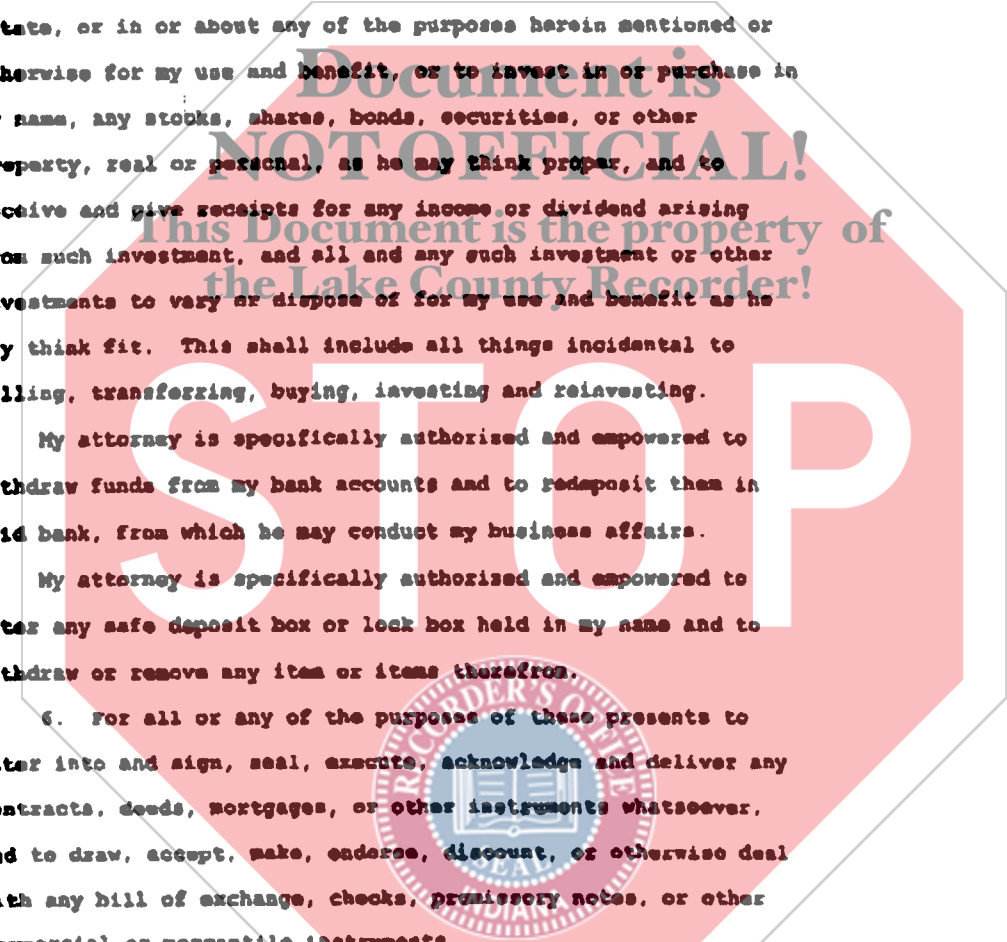 tate, or in or about any of the purposes herein mentioned or
Document is
herwise for my use and benefit, or to invest in or purchase in
name, any stocks, shares, bonds, securities, or other
NOT OFFICIAL!
operty, real or personal, as he may think proper, and to
ceive and give receipts for any income or dividend arising
This Document is the property of
om such investment, and all and any such investment or other
the Lake County Recorder!
vestments to vary or dispose of for my use and benefit as he
y think fit. This shall include all things incidental to
lling, transferring, buying, investing and reinvesting.
STOP
My attorney is specifically authorized and empowered to
thdraw funds from my bank accounts and to redeposit them in
id bank, from which he may conduct my business affairs.
My attorney is specifically authorized and empowered to
ter any safe deposit box or lock box held in my name and to
thdraw or remove any item or items therefrom.
6. For all or any of the purposes of these presents to
ter into and sign, seal, execute, acknowledge and deliver any
ntracts, deeds, mortgages, or other instruments whatsoever,
nd to draw, accept, make, endorse, discount, or otherwise deal
ith any bill of exchange, checks, promissory notes, or other
mmercial or mercantile instruments
RECORDER'S OFFICE
SEAL
INDIANA